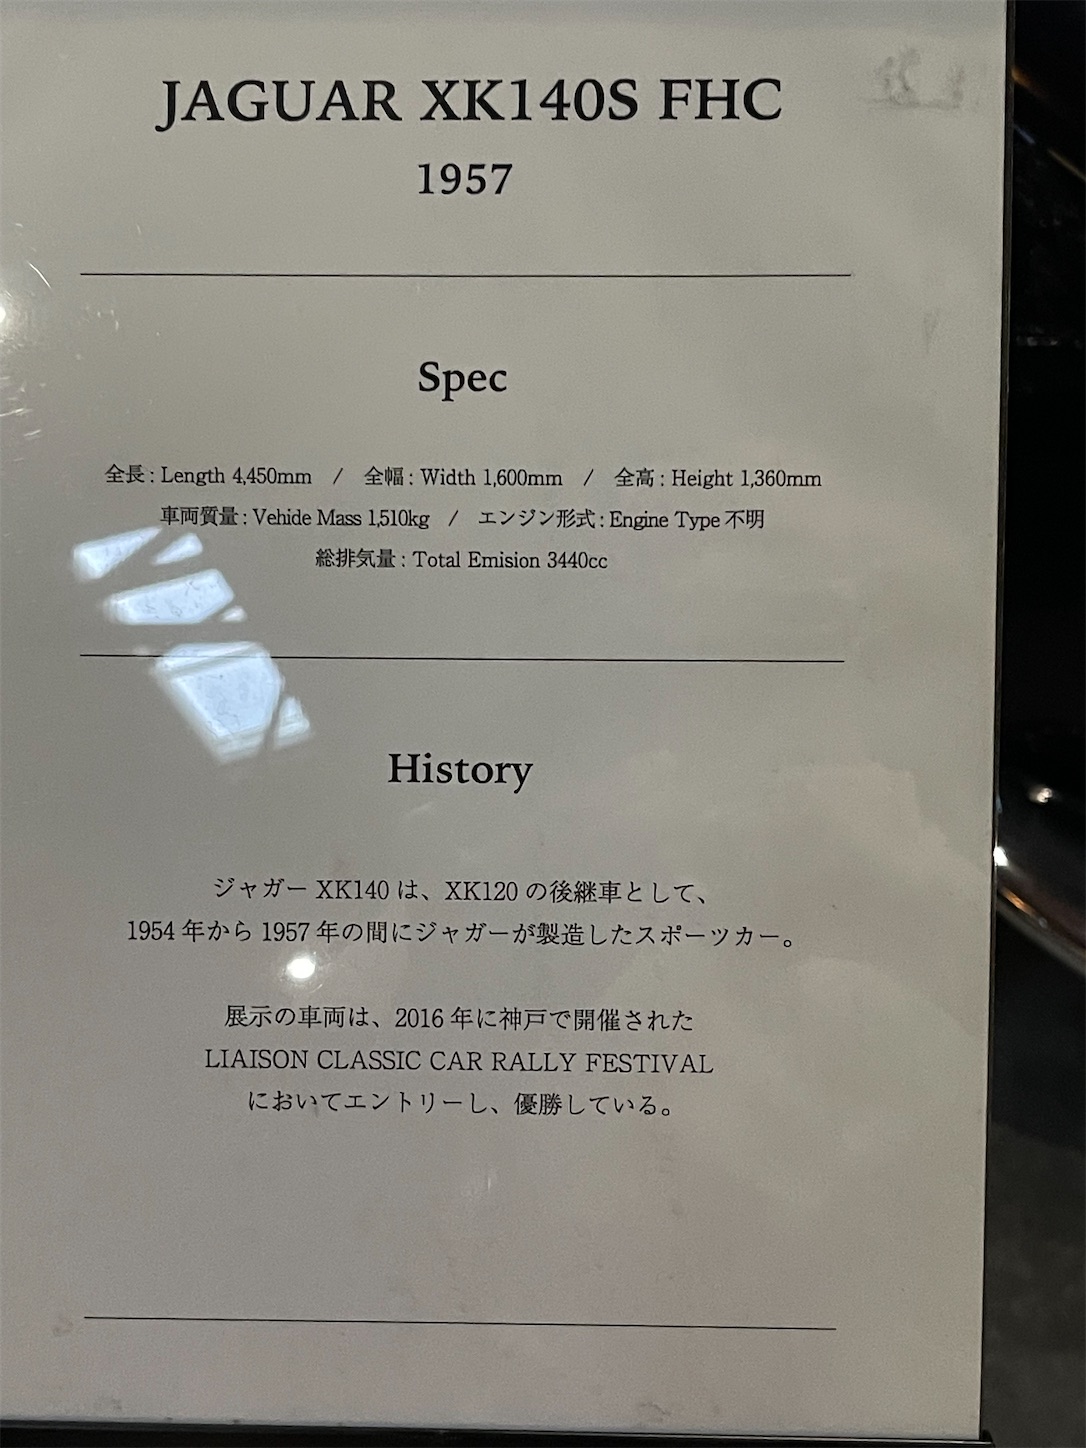 JAGUAR XK140S FHC
1957
Spec
全長 : Length 4,450mm / 全幅 : Width 1,600mm / 全高 : Height 1,360mm
車両質量 : Vehide Mass 1,510kg / エンジン形式 : Engine Type 不明
総排気量 : Total Emision 3440cc
History
ジャガー XK140 は、XK120 の後継車として、
1954 年から 1957 年の間にジャガーが製造したスポーツカー。
展示の車両は、2016 年に神戸で開催された
LIAISON CLASSIC CAR RALLY FESTIVAL
においてエントリーし、優勝している。